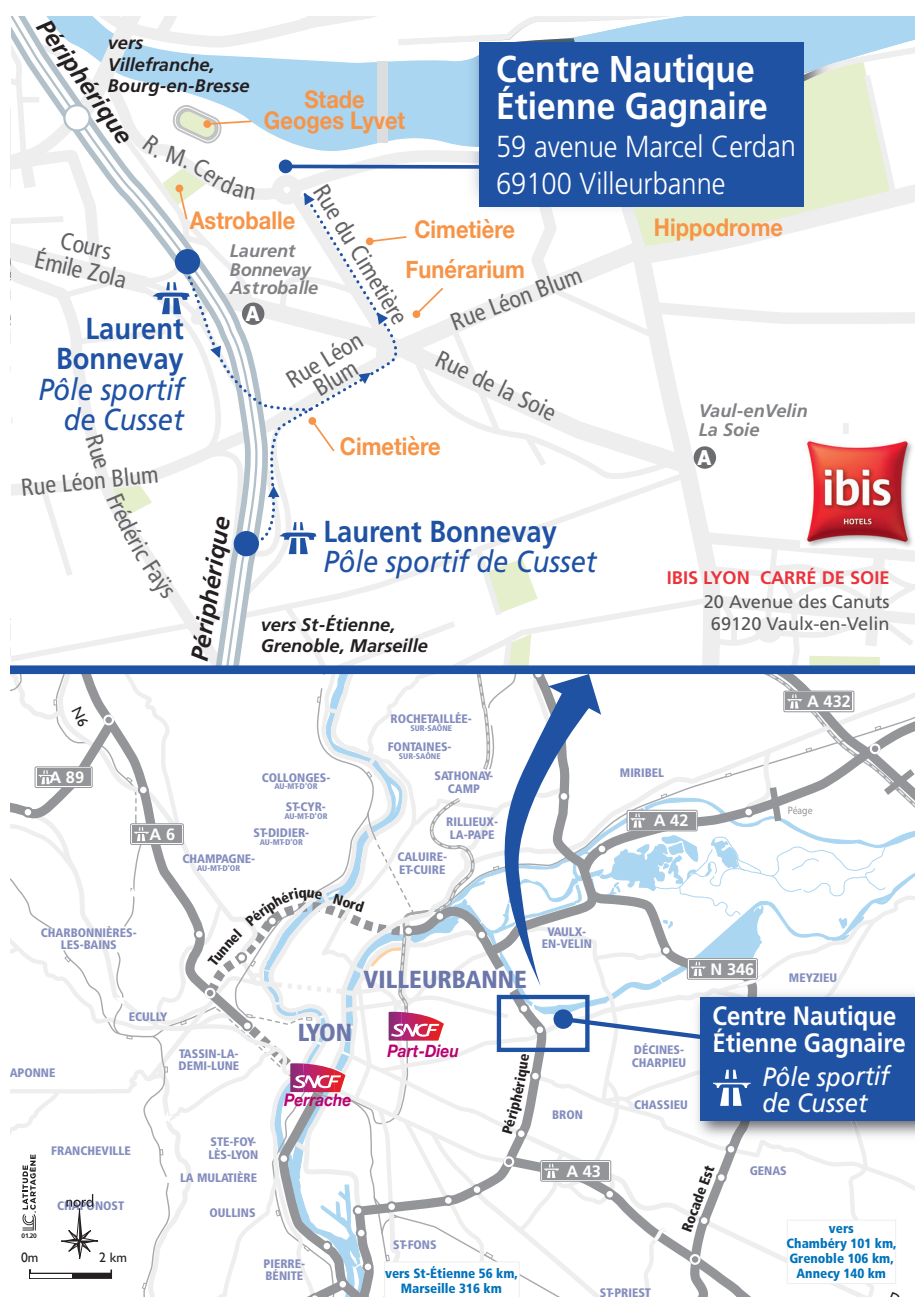 Périphérique
vers
Villefranche,
Bourg-en-Bresse
Stade
Geoges Lyvet
R. M. Cerdan
Centre Nautique
Étienne Gagnaire
59 avenue Marcel Cerdan
69100 Villeurbanne
Astroballe
Rue du Cimetière
Cimetière
Hippodrome
Cours
Émile Zola
Laurent
Bonnevay
Astroballe
A
Funérarium
Rue Léon Blum
Laurent
Bonnevay
Pôle sportif
de Cusset
Rue Léon
Blum
Rue de la Soie
Vaul-enVelin
La Soie
A
Cimetière
Rue Léon Blum
Rue
Frédéric Faÿs
ibis
HOTELS
Périphérique
Laurent Bonnevay
Pôle sportif de Cusset
IBIS LYON CARRÉ DE SOIE
20 Avenue des Canuts
69120 Vaulx-en-Velin
vers St-Étienne,
Grenoble, Marseille
N6
A 432
ROCHETAILLÉE-
SUR-SAÔNE
FONTAINES-
SUR-SAÔNE
A 89
COLLONGES-
AU-MT-D'OR
SATHONAY-
CAMP
MIRIBEL
ST-CYR-
AU-MT-D'OR
Péage
A 6
ST-DIDIER-
AU-MT-D'OR
RILLIEUX-
LA-PAPE
A 42
CHAMPAGNE-
AU-MT-D'OR
CALUIRE-
ET-CUIRE
Tunnel Périphérique Nord
CHARBONNIÈRES-
LES-BAINS
VAULX-
EN-VELIN
N 346
MEYZIEU
VILLEURBANNE
ECULLY
LYON
SNCF
Part-Dieu
Centre Nautique
Étienne Gagnaire
Pôle sportif
de Cusset
TASSIN-LA-
DEMI-LUNE
DÉCINES-
CHARPIEU
APONNE
SNCF
Perrache
Périphérique
BRON
CHASSIEU
FRANCHEVILLE
STE-FOY-
LÈS-LYON
LA MULATIÈRE
A 43
GENAS
LATITUDE
CARTAGÈNE
LC
01.20
nord
CHAPONOST
OULLINS
Rocade Est
0m
2 km
ST-FONS
PIERRE-
BÉNITE
vers St-Étienne 56 km,
Marseille 316 km
vers
Chambéry 101 km,
Grenoble 106 km,
Annecy 140 km
ST-PRIEST